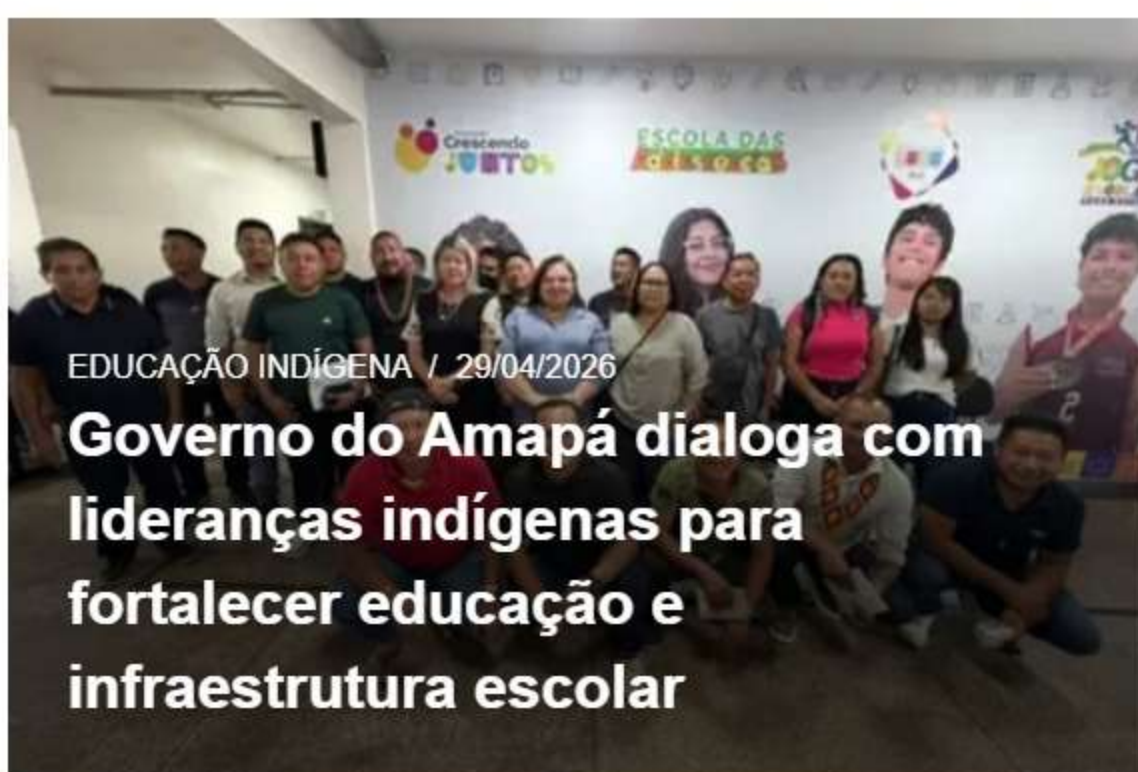 Crescendo
JUNTOS
ESCOLA DAS
EDUCAÇÃO INDÍGENA / 29/04/2026
Governo do Amapá dialoga com
lideranças indígenas para
fortalecer educação e
infraestrutura escolar
2